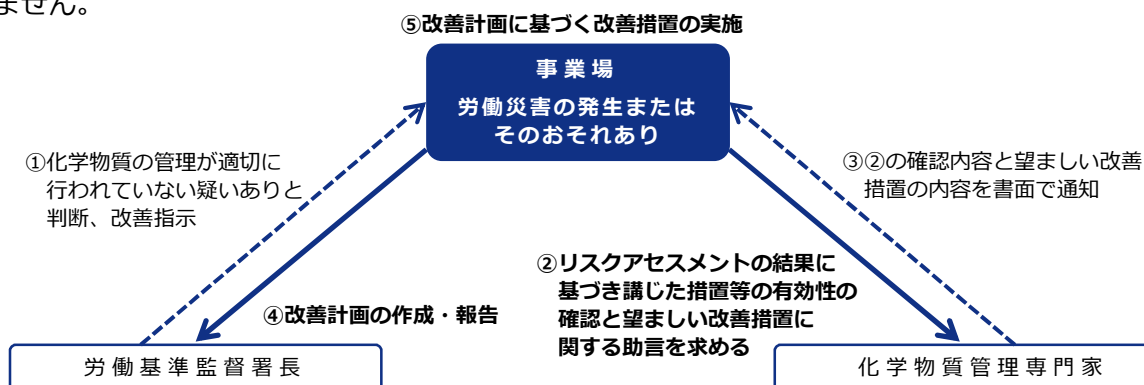 ません。
⑤改善計画に基づく改善措置の実施
事業場
労働災害の発生または
そのおそれあり
①化学物質の管理が適切に
行われていない疑いありと
判断、改善指示
③②の確認内容と望ましい改善
措置の内容を書面で通知
②リスクアセスメントの結果に
基づき講じた措置等の有効性の
確認と望ましい改善措置に
関する助言を求める
④改善計画の作成・報告
労働基準監督署長
化学物質管理専門家